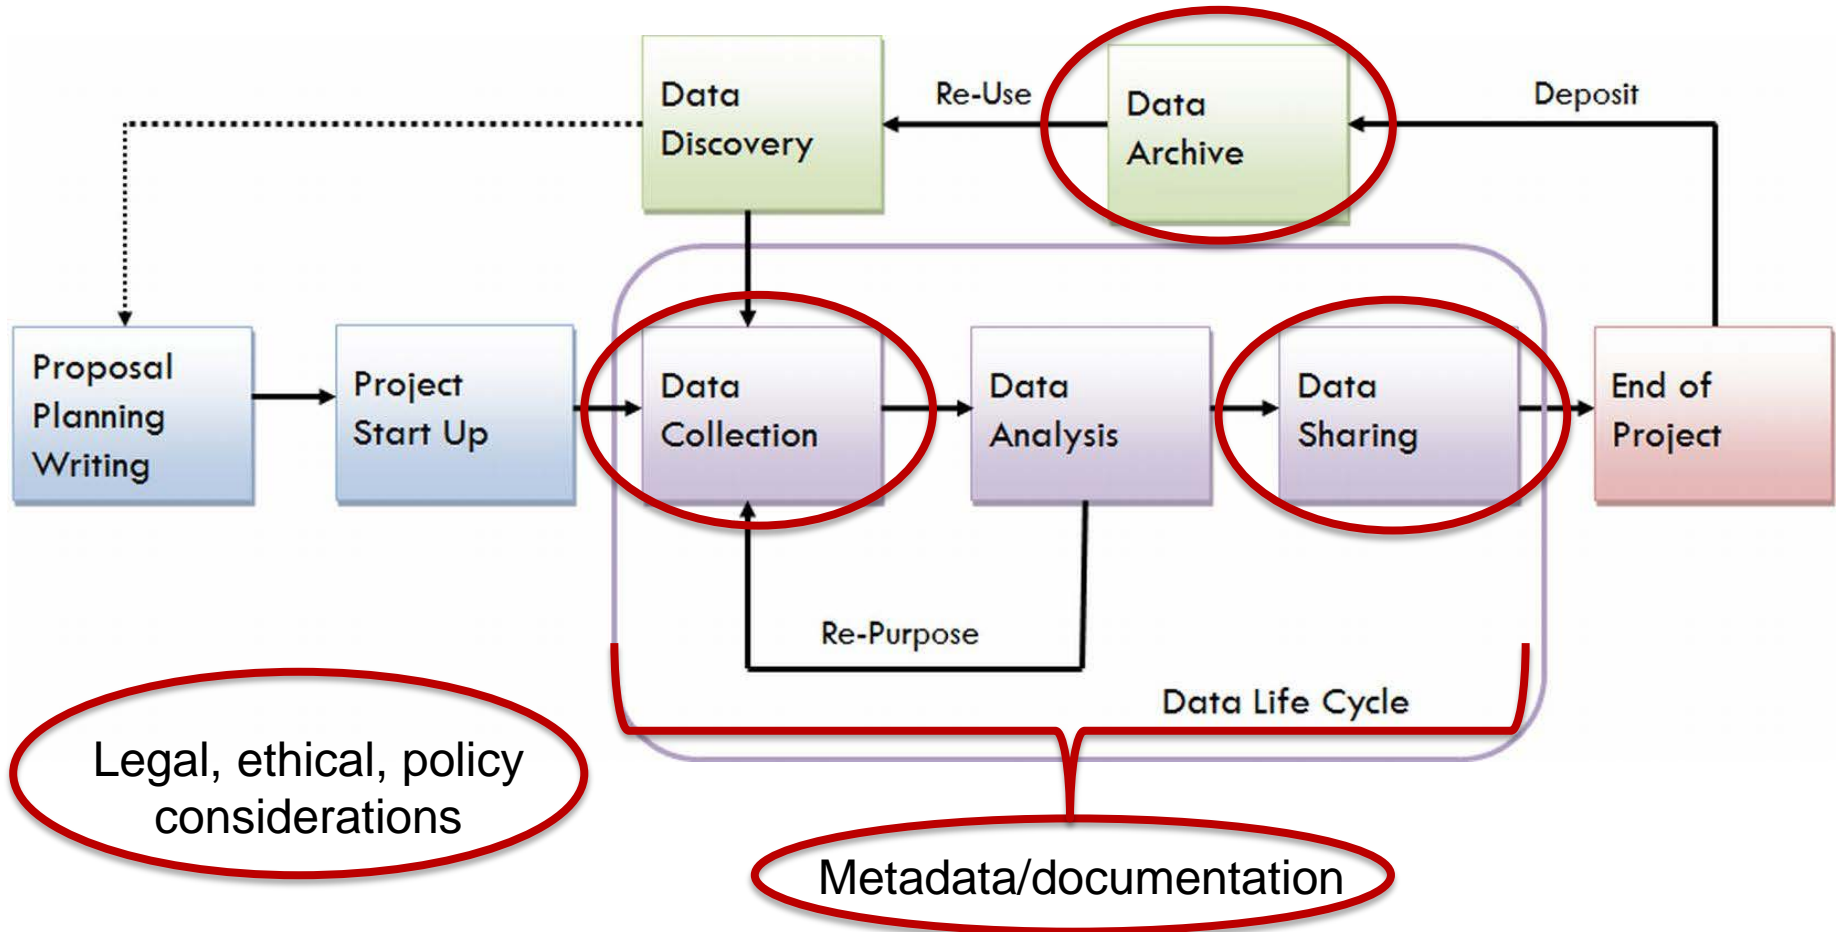 Data
Discovery
Re-Use
Data
Archive
Deposit
Proposal
Planning
Writing
Project
Start Up
Data
Collection
Data
Analysis
Data
Sharing
End of
Project
Re-Purpose
Data Life Cycle
Legal, ethical, policy
considerations
Metadata/documentation